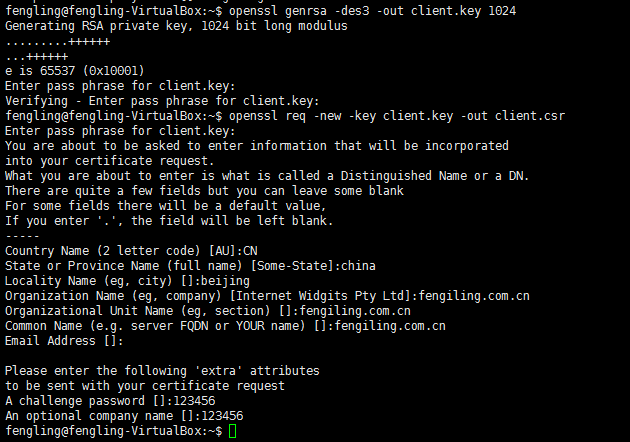 fengling@fengling-VirtualBox:~$ openssl genrsa -des3 -out client.key 1024
Generating RSA private key, 1024 bit long modulus
.........++++++
...++++++
e is 65537 (0x10001)
Enter pass phrase for client.key:
Verifying - Enter pass phrase for client.key:
fengling@fengling-VirtualBox:~$ openssl req -new -key client.key -out client.csr
Enter pass phrase for client.key:
You are about to be asked to enter information that will be incorporated
into your certificate request.
What you are about to enter is what is called a Distinguished Name or a DN.
There are quite a few fields but you can leave some blank
For some fields there will be a default value,
If you enter '.', the field will be left blank.
-----
Country Name (2 letter code) [AU]:CN
State or Province Name (full name) [Some-State]:china
Locality Name (eg, city) []:beijing
Organization Name (eg, company) [Internet Widgits Pty Ltd]:fengiling.com.cn
Organizational Unit Name (eg, section) []:fengiling.com.cn
Common Name (e.g. server FQDN or YOUR name) []:fengiling.com.cn
Email Address []:
Please enter the following 'extra' attributes
to be sent with your certificate request
A challenge password []:123456
An optional company name []:123456
fengling@fengling-VirtualBox:~$